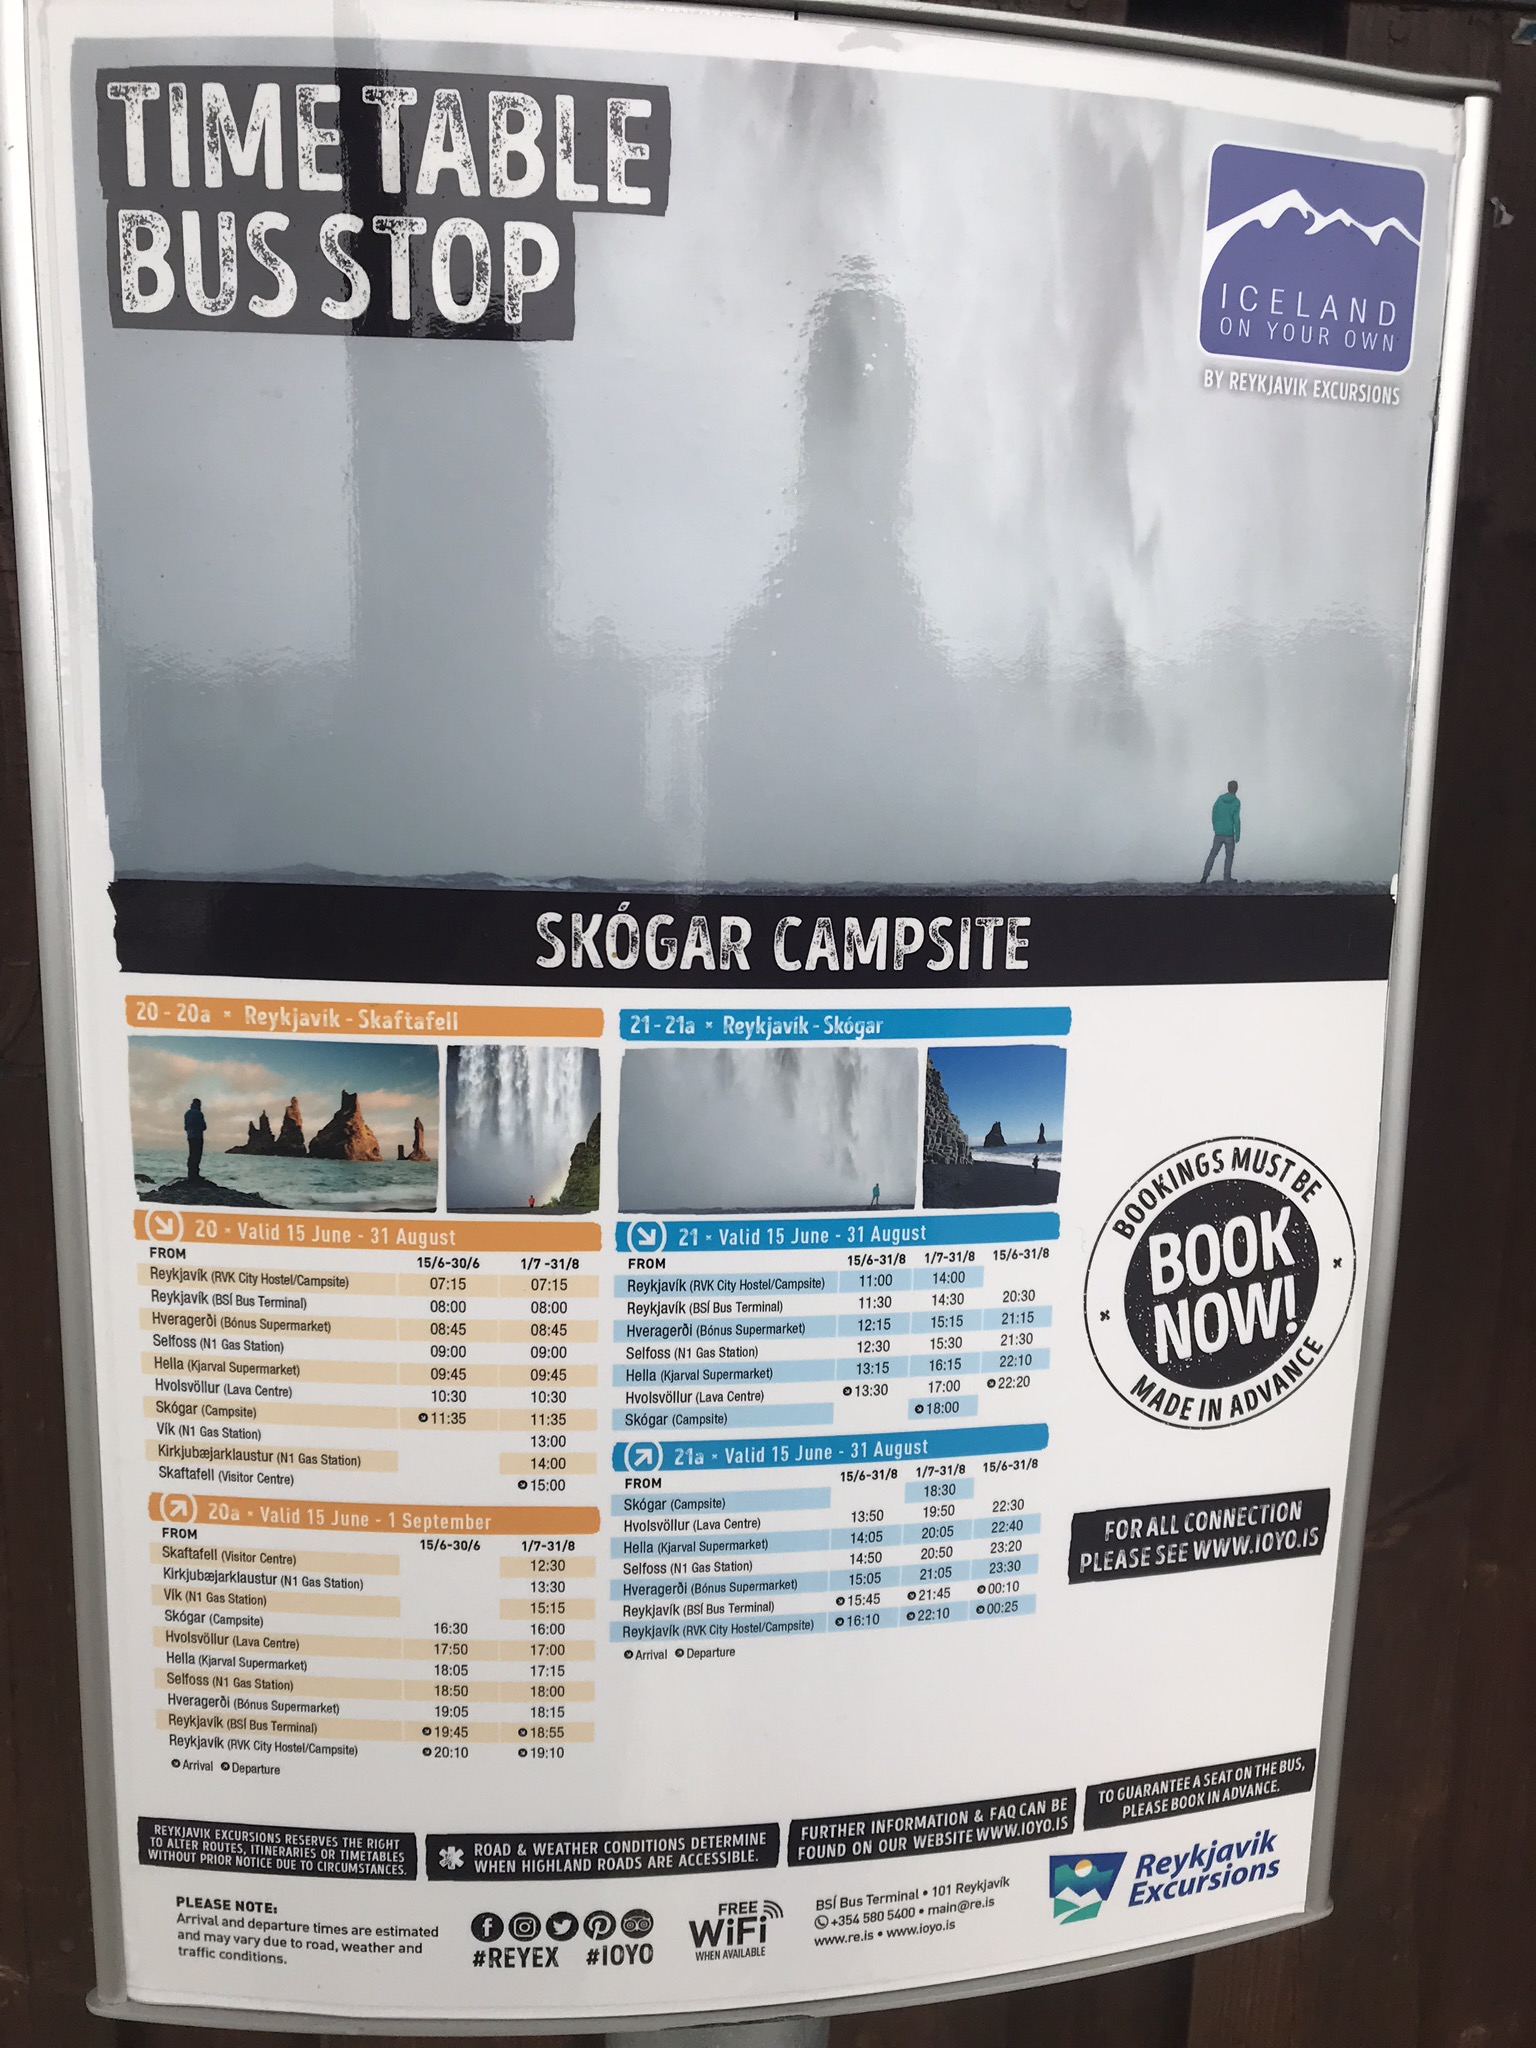 TIME TABLE
BUS STOP
ICELAND
ON YOUR OWN
BY REYKJAVIK EXCURSIONS
SKÓGAR CAMPSITE
20 - 20a × Reykjavík - Skaftafell
20 × Valid 15 June - 31 August
FROM 15/6-30/6 1/7 -31/8
Reykjavík (RVK City Hostel/Campsite) 07:15 07:15
Reykjavík (BSÍ Bus Terminal) 08:00 08:00
Hveragerði (Bónus Supermarket) 08:45 08:45
Selfoss (N1 Gas Station) 09:00 09:00
Hella (Kjarval Supermarket) 09:45 09:45
Hvolsvöllur (Lava Centre) 10:30 10:30
Skógar (Campsite) 11:35 11:35
Vík (N1 Gas Station) 13:00
Kirkjubæjarklaustur (N1 Gas Station) 14:00
Skaftafell (Visitor Centre) 15:00
20a × Valid 15 June - 1 September
FROM 15/6-30/6 1/7-31/8
Skaftafell (Visitor Centre) 12:30
Kirkjubæjarklaustur (N1 Gas Station) 13:30
Vík (N1 Gas Station) 15:15
Skógar (Campsite) 16:30 16:00
Hvolsvöllur (Lava Centre) 17:50 17:00
Hella (Kjarval Supermarket) 18:05 17:15
Selfoss (N1 Gas Station) 18:50 18:00
Hveragerði (Bónus Supermarket) 19:05 18:15
Reykjavík (BSÍ Bus Terminal) 19:45 18:55
Reykjavík (RVK City Hostel/Campsite) 20:10 19:10
Arrival Departure
21 - 21a × Reykjavík - Skógar
21 × Valid 15 June - 31 August
FROM 15/6-31/8 1/7-31/8 15/6-31/8
Reykjavík (RVK City Hostel/Campsite) 11:00 14:00
Reykjavík (BSÍ Bus Terminal) 11:30 14:30 20:30
Hveragerði (Bónus Supermarket) 12:15 15:15 21:15
Selfoss (N1 Gas Station) 12:30 15:30 21:30
Hella (Kjarval Supermarket) 13:15 16:15 22:10
Hvolsvöllur (Lava Centre) 13:30 17:00 22:20
Skógar (Campsite) 18:00
21a × Valid 15 June - 31 August
FROM 15/6-31/8 1/7-31/8 15/6-31/8
Skógar (Campsite) 18:30
Hvolsvöllur (Lava Centre) 13:50 19:50 22:30
Hella (Kjarval Supermarket) 14:05 20:05 22:40
Selfoss (N1 Gas Station) 14:50 20:50 23:20
Hveragerði (Bónus Supermarket) 15:05 21:05 23:30
Reykjavík (BSÍ Bus Terminal) 15:45 21:45 00:10
Reykjavík (RVK City Hostel/Campsite) 16:10 22:10 00:25
Arrival Departure
BOOKINGS MUST BE
BOOK
NOW!
MADE IN ADVANCE
FOR ALL CONNECTION
PLEASE SEE WWW.IOYO.IS
REYKJAVIK EXCURSIONS RESERVES THE RIGHT
TO ALTER ROUTES, ITINERARIES OR TIMETABLES
WITHOUT PRIOR NOTICE DUE TO CIRCUMSTANCES.
ROAD & WEATHER CONDITIONS DETERMINE
WHEN HIGHLAND ROADS ARE ACCESSIBLE.
FURTHER INFORMATION & FAQ CAN BE
FOUND ON OUR WEBSITE WWW.IOYO.IS
TO GUARANTEE A SEAT ON THE BUS,
PLEASE BOOK IN ADVANCE.
PLEASE NOTE:
Arrival and departure times are estimated
and may vary due to road, weather and
traffic conditions.
#REYEX #IOYO
FREE
WiFi
WHEN AVAILABLE
BSÍ Bus Terminal • 101 Reykjavík
+354 580 5400 • main@re.is
www.re.is • www.ioyo.is
Reykjavik
Excursions